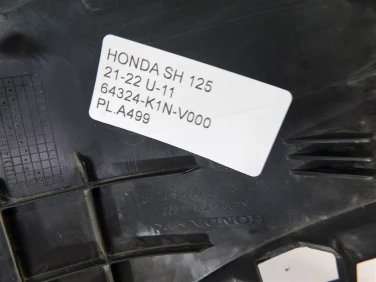 HONDA SH 125
21-22 U-11
64324-K1N-V000
PL.A499